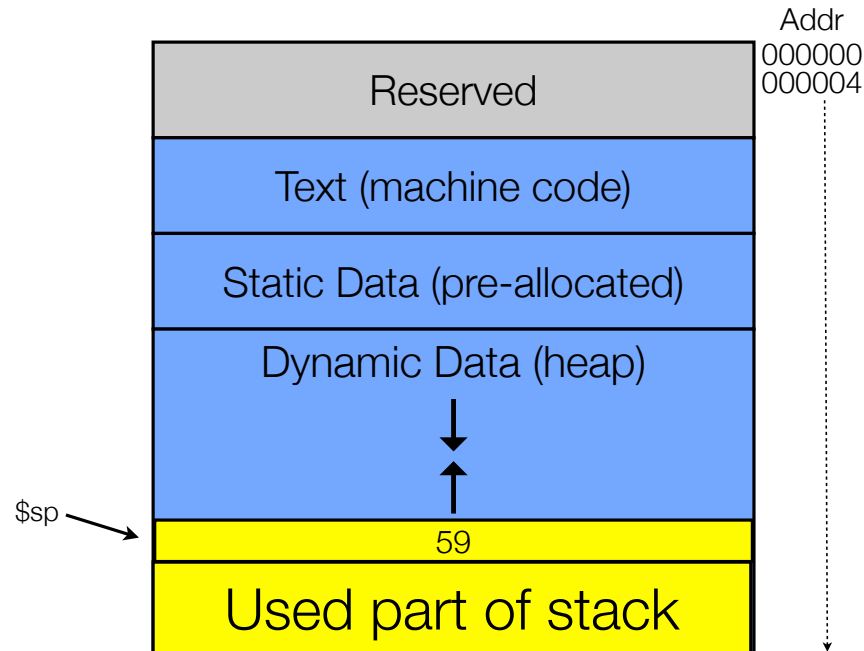 Addr
000000
000004
Reserved
Text (machine code)
Static Data (pre-allocated)
Dynamic Data (heap)
$sp
59
Used part of stack